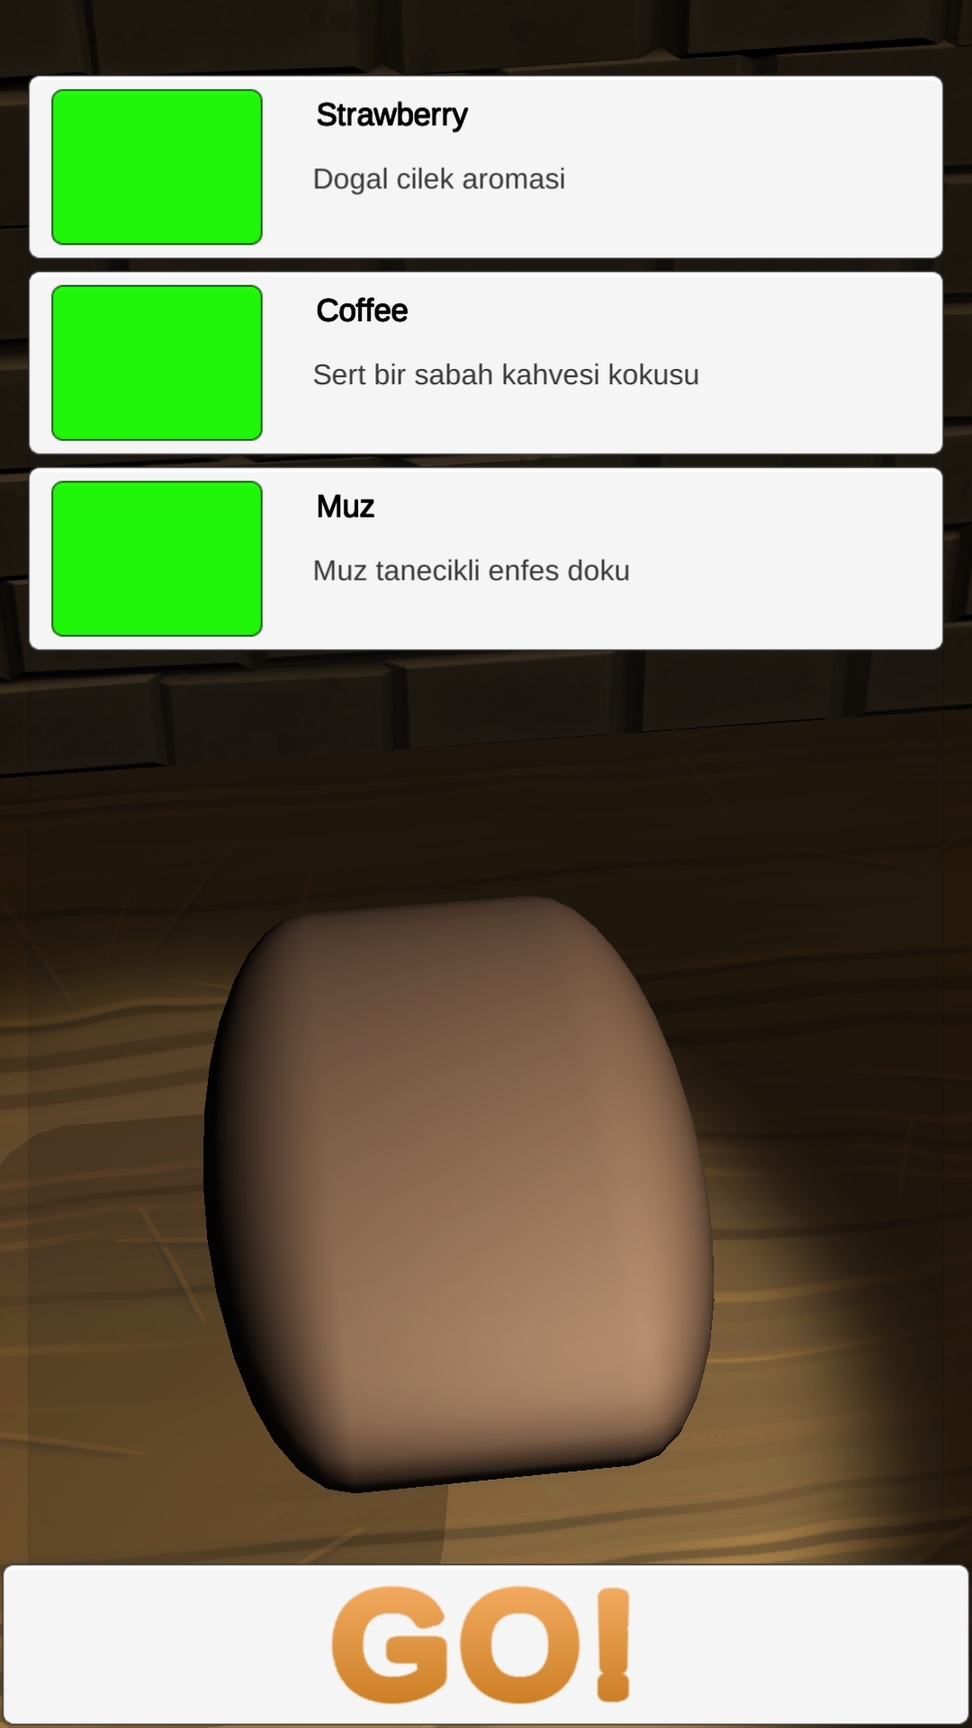 Strawberry
Dogal cilek aromasi
Coffee
Sert bir sabah kahvesi kokusu
Muz
Muz tanecikli enfes doku
GO!